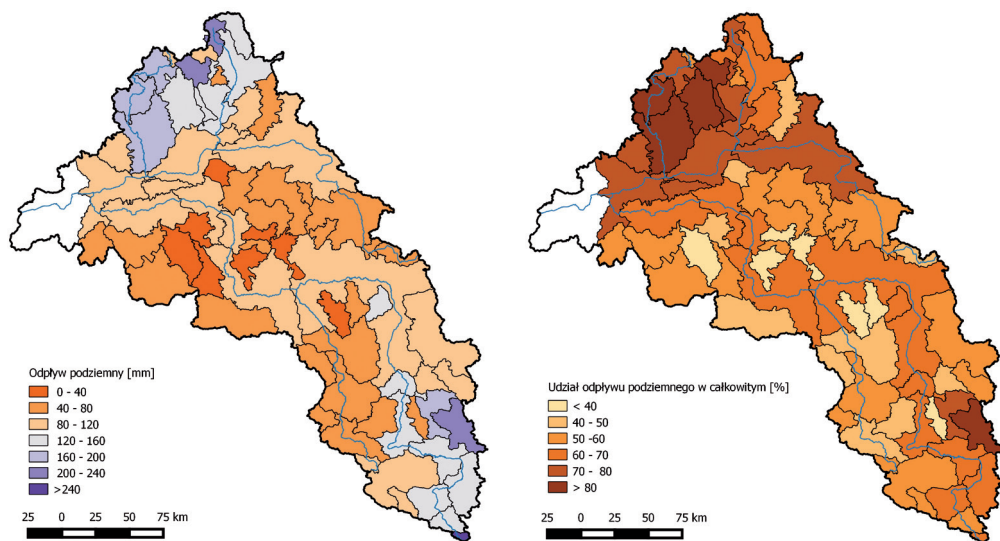 Odpływ podziemny [mm]
0 - 40
40 - 80
80 - 120
120 - 160
160 - 200
200 - 240
>240
25 0 25 50 75 km
Udział odpływu podziemnego w całkowitym [%]
< 40
40 - 50
50 -60
60 - 70
70 - 80
> 80
25 0 25 50 75 km